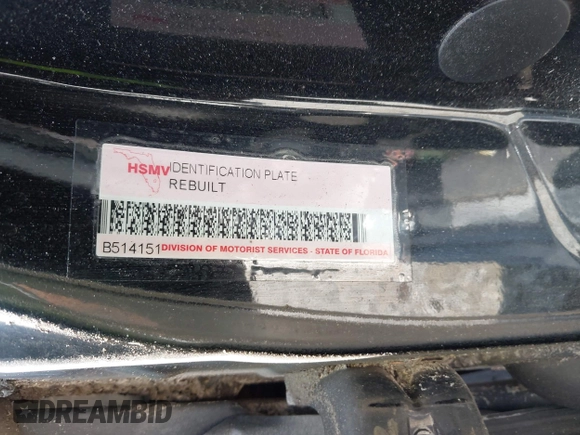 HSMV IDENTIFICATION PLATE
REBUILT
B514151 DIVISION OF MOTORIST SERVICES - STATE OF FLORIDA
DREAMBID